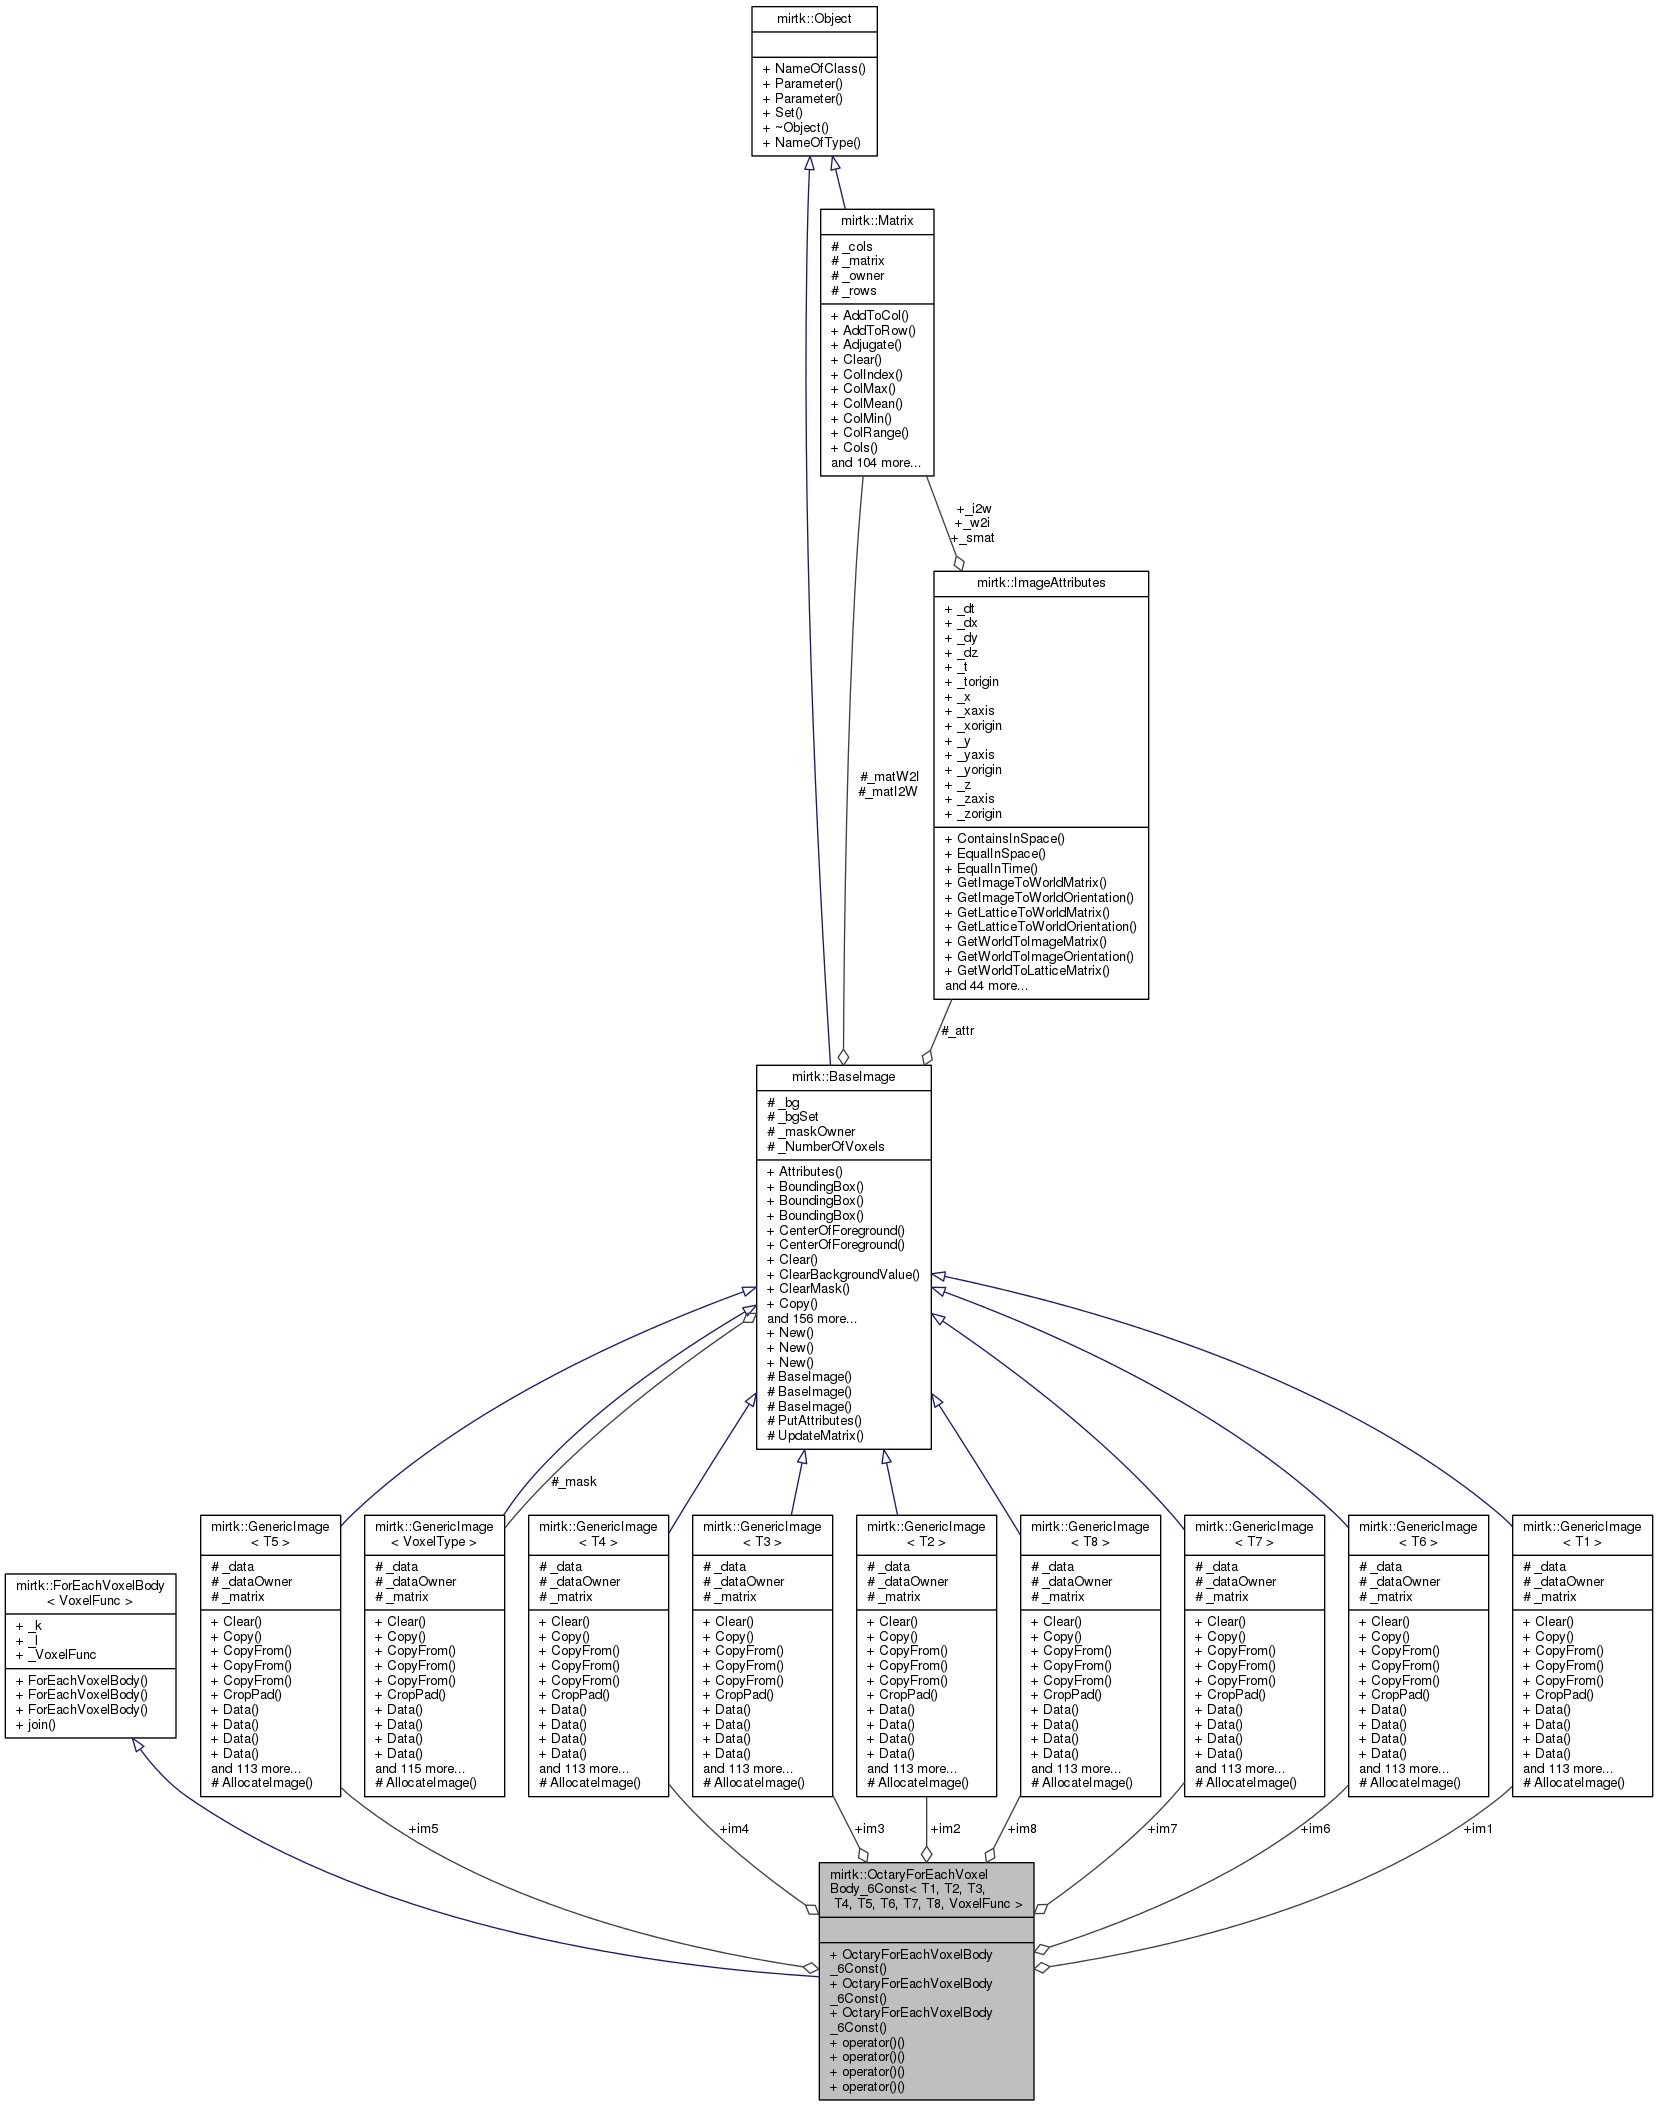 mirtk::Object
+ NameOfClass()
+ Parameter()
+ Parameter()
+ Set()
+ ~Object()
+ NameOfType()
mirtk::Matrix
# _cols
# _matrix
# _owner
# _rows
+ AddToCol()
+ AddToRow()
+ Adjugate()
+ Clear()
+ ColIndex()
+ ColMax()
+ ColMean()
+ ColMin()
+ ColRange()
+ Cols()
and 104 more...
+_i2w
+_w2i
+_smat
mirtk::ImageAttributes
+ _dt
+ _dx
+ _dy
+ _dz
+ _t
+ _torigin
+ _x
+ _xaxis
+ _xorigin
+ _y
+ _yaxis
+ _yorigin
+ _z
+ _zaxis
+ _zorigin
+ ContainsInSpace()
+ EqualInSpace()
+ EqualInTime()
+ GetImageToWorldMatrix()
+ GetImageToWorldOrientation()
+ GetLatticeToWorldMatrix()
+ GetLatticeToWorldOrientation()
+ GetWorldToImageMatrix()
+ GetWorldToImageOrientation()
+ GetWorldToLatticeMatrix()
and 44 more...
#_matW2I
#_matI2W
#_attr
mirtk::BaseImage
# _bg
# _bgSet
# _maskOwner
# _NumberOfVoxels
+ Attributes()
+ BoundingBox()
+ BoundingBox()
+ BoundingBox()
+ CenterOfForeground()
+ CenterOfForeground()
+ Clear()
+ ClearBackgroundValue()
+ ClearMask()
+ Copy()
and 156 more...
+ New()
+ New()
+ New()
# BaseImage()
# BaseImage()
# BaseImage()
# PutAttributes()
# UpdateMatrix()
#_mask
mirtk::ForEachVoxelBody
< VoxelFunc >
+ _k
+ _l
+ _VoxelFunc
+ ForEachVoxelBody()
+ ForEachVoxelBody()
+ ForEachVoxelBody()
+ join()
mirtk::GenericImage
< T5 >
# _data
# _dataOwner
# _matrix
+ Clear()
+ Copy()
+ CopyFrom()
+ CopyFrom()
+ CopyFrom()
+ CropPad()
+ Data()
+ Data()
+ Data()
+ Data()
and 113 more...
# AllocateImage()
mirtk::GenericImage
< VoxelType >
# _data
# _dataOwner
# _matrix
+ Clear()
+ Copy()
+ CopyFrom()
+ CopyFrom()
+ CopyFrom()
+ CropPad()
+ Data()
+ Data()
+ Data()
+ Data()
and 115 more...
# AllocateImage()
mirtk::GenericImage
< T4 >
# _data
# _dataOwner
# _matrix
+ Clear()
+ Copy()
+ CopyFrom()
+ CopyFrom()
+ CopyFrom()
+ CropPad()
+ Data()
+ Data()
+ Data()
+ Data()
and 113 more...
# AllocateImage()
mirtk::GenericImage
< T3 >
# _data
# _dataOwner
# _matrix
+ Clear()
+ Copy()
+ CopyFrom()
+ CopyFrom()
+ CopyFrom()
+ CropPad()
+ Data()
+ Data()
+ Data()
+ Data()
and 113 more...
# AllocateImage()
mirtk::GenericImage
< T2 >
# _data
# _dataOwner
# _matrix
+ Clear()
+ Copy()
+ CopyFrom()
+ CopyFrom()
+ CopyFrom()
+ CropPad()
+ Data()
+ Data()
+ Data()
+ Data()
and 113 more...
# AllocateImage()
mirtk::GenericImage
< T8 >
# _data
# _dataOwner
# _matrix
+ Clear()
+ Copy()
+ CopyFrom()
+ CopyFrom()
+ CopyFrom()
+ CropPad()
+ Data()
+ Data()
+ Data()
+ Data()
and 113 more...
# AllocateImage()
mirtk::GenericImage
< T7 >
# _data
# _dataOwner
# _matrix
+ Clear()
+ Copy()
+ CopyFrom()
+ CopyFrom()
+ CopyFrom()
+ CropPad()
+ Data()
+ Data()
+ Data()
+ Data()
and 113 more...
# AllocateImage()
mirtk::GenericImage
< T6 >
# _data
# _dataOwner
# _matrix
+ Clear()
+ Copy()
+ CopyFrom()
+ CopyFrom()
+ CopyFrom()
+ CropPad()
+ Data()
+ Data()
+ Data()
+ Data()
and 113 more...
# AllocateImage()
mirtk::GenericImage
< T1 >
# _data
# _dataOwner
# _matrix
+ Clear()
+ Copy()
+ CopyFrom()
+ CopyFrom()
+ CopyFrom()
+ CropPad()
+ Data()
+ Data()
+ Data()
+ Data()
and 113 more...
# AllocateImage()
+im5
+im4
+im3
+im2
+im8
+im7
+im6
+im1
mirtk::OctaryForEachVoxel
Body_6Const< T1, T2, T3,
T4, T5, T6, T7, T8, VoxelFunc >
+ OctaryForEachVoxelBody
_6Const()
+ OctaryForEachVoxelBody
_6Const()
+ OctaryForEachVoxelBody
_6Const()
+ operator()()
+ operator()()
+ operator()()
+ operator()()